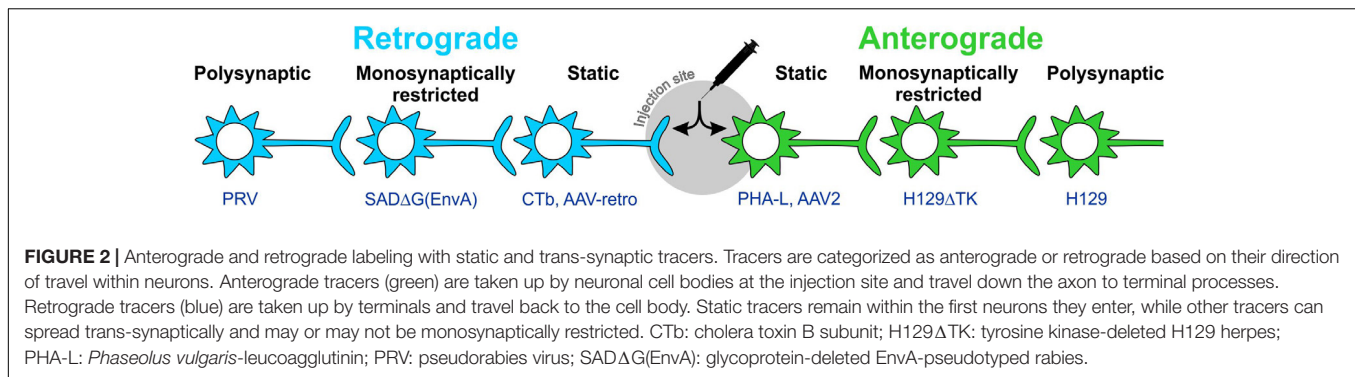 Retrograde
Anterograde
Polysynaptic
Monosynaptically
restricted
Static
Injection site
Static
Monosynaptically
restricted
Polysynaptic
PRV
SADΔG(EnvA)
CTb, AAV-retro
PHA-L, AAV2
H129ΔTK
H129
FIGURE 2 | Anterograde and retrograde labeling with static and trans-synaptic tracers. Tracers are categorized as anterograde or retrograde based on their direction
of travel within neurons. Anterograde tracers (green) are taken up by neuronal cell bodies at the injection site and travel down the axon to terminal processes.
Retrograde tracers (blue) are taken up by terminals and travel back to the cell body. Static tracers remain within the first neurons they enter, while other tracers can
spread trans-synaptically and may or may not be monosynaptically restricted. CTb: cholera toxin B subunit; H129ΔTK: tyrosine kinase-deleted H129 herpes;
PHA-L: Phaseolus vulgaris-leucoagglutinin; PRV: pseudorabies virus; SADΔG(EnvA): glycoprotein-deleted EnvA-pseudotyped rabies.